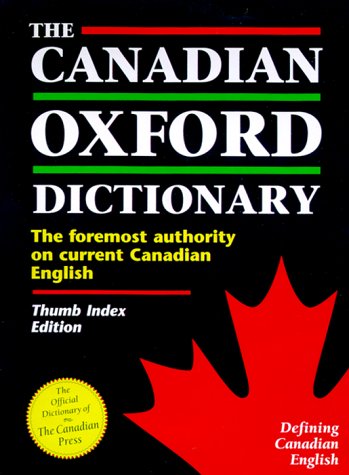 THE
CANADIAN
OXFORD
DICTIONARY
The foremost authority
on current Canadian
English
Thumb Index
Edition
The
Official
Dictionary of
The Canadian
Press
Defining
Canadian
English